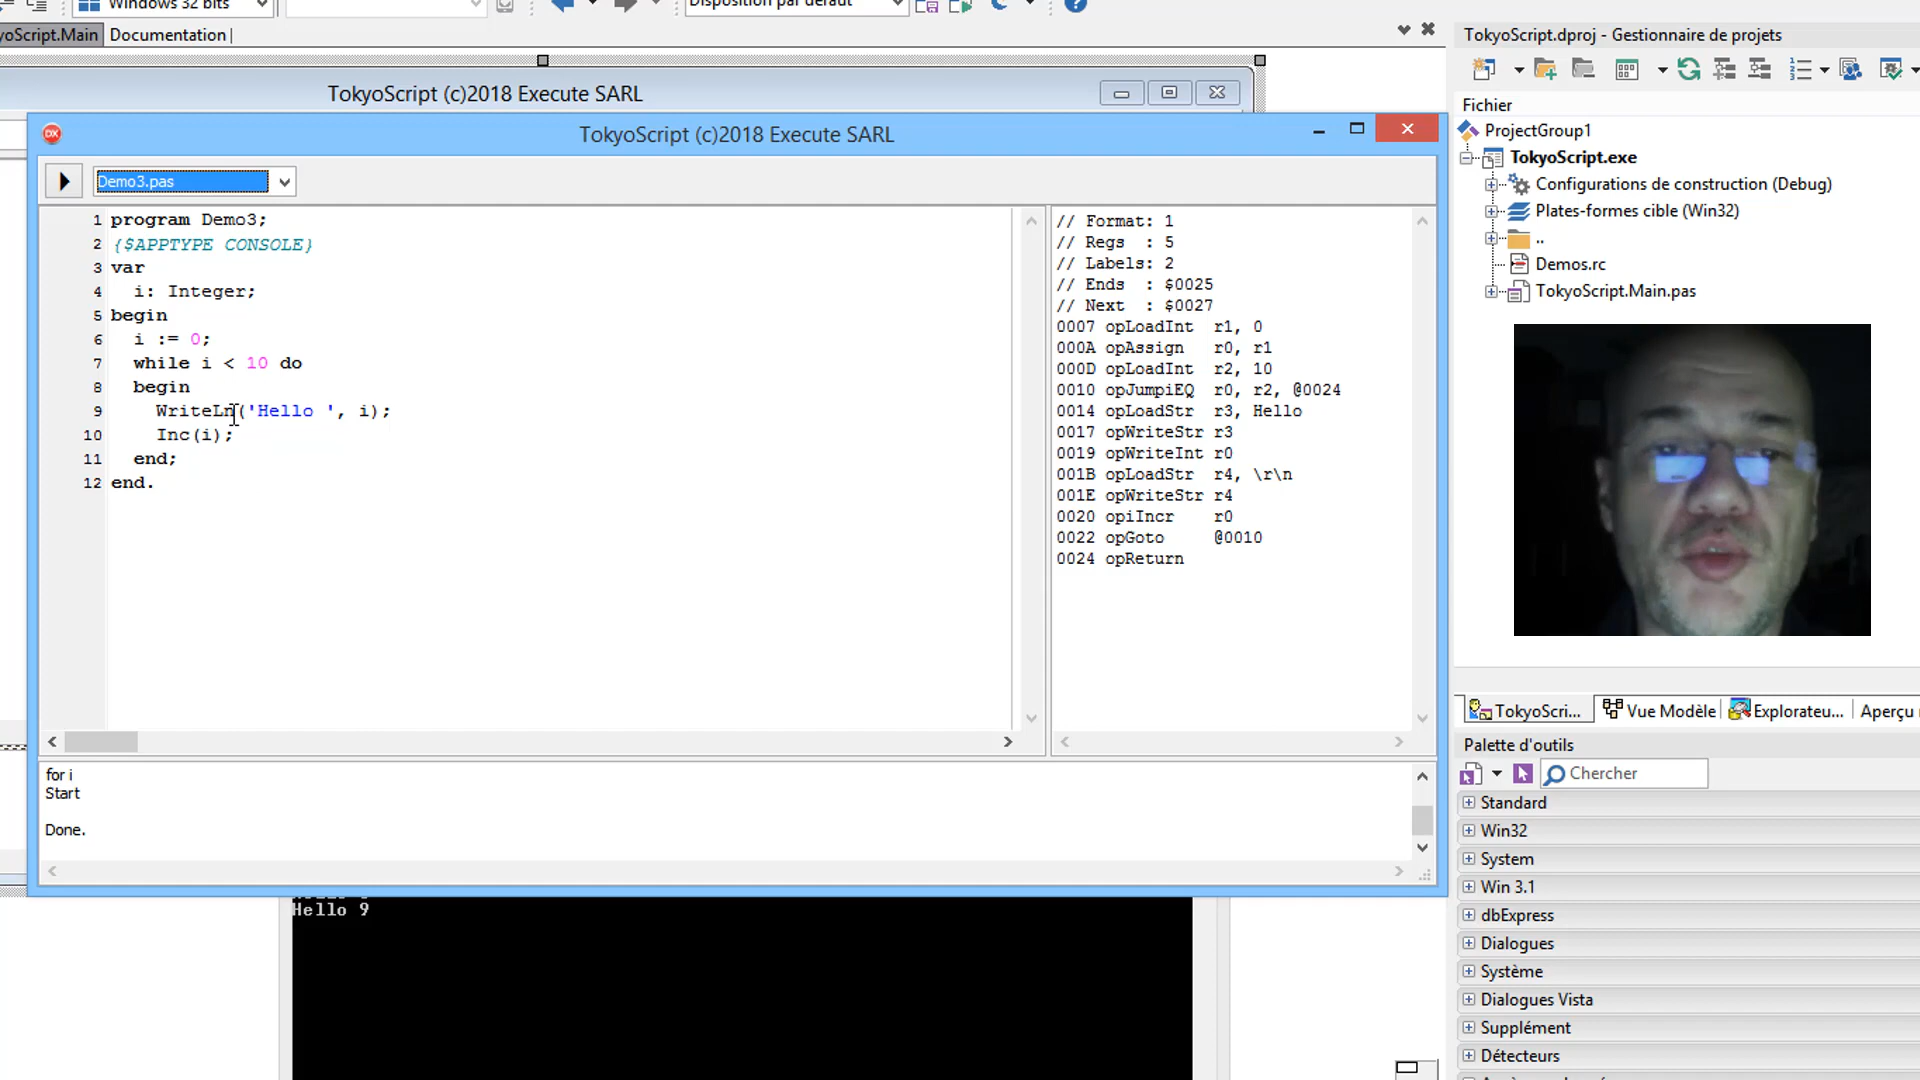 Windows 32 bits
Disposition par défaut
yoScript.Main
Documentation
TokyoScript (c)2018 Execute SARL
TokyoScript (c)2018 Execute SARL
Demo3.pas
1 program Demo3;
2 {$APPTYPE CONSOLE}
3 var
4 i: Integer;
5 begin
6 i := 0;
7 while i < 10 do
8 begin
9 WriteLn('Hello ', i);
10 Inc(i);
11 end;
12 end.
// Format: 1
// Regs : 5
// Labels: 2
// Ends : $0025
// Next : $0027
0007 opLoadInt r1, 0
000A opAssign r0, r1
000D opLoadInt r2, 10
0010 opJumpiEQ r0, r2, @0024
0014 opLoadStr r3, Hello
0017 opWriteStr r3
0019 opWriteInt r0
001B opLoadStr r4, \r\n
001E opWriteStr r4
0020 opiIncr r0
0022 opGoto @0010
0024 opReturn
for i
Start
Done.
Hello 9
TokyoScript.dproj - Gestionnaire de projets
Fichier
ProjectGroup1
TokyoScript.exe
Configurations de construction (Debug)
Plates-formes cible (Win32)
..
Demos.rc
TokyoScript.Main.pas
TokyoScri...
Vue Modèle
Explorateu...
Aperçu
Palette d'outils
Chercher
Standard
Win32
System
Win 3.1
dbExpress
Dialogues
Système
Dialogues Vista
Supplément
Détecteurs